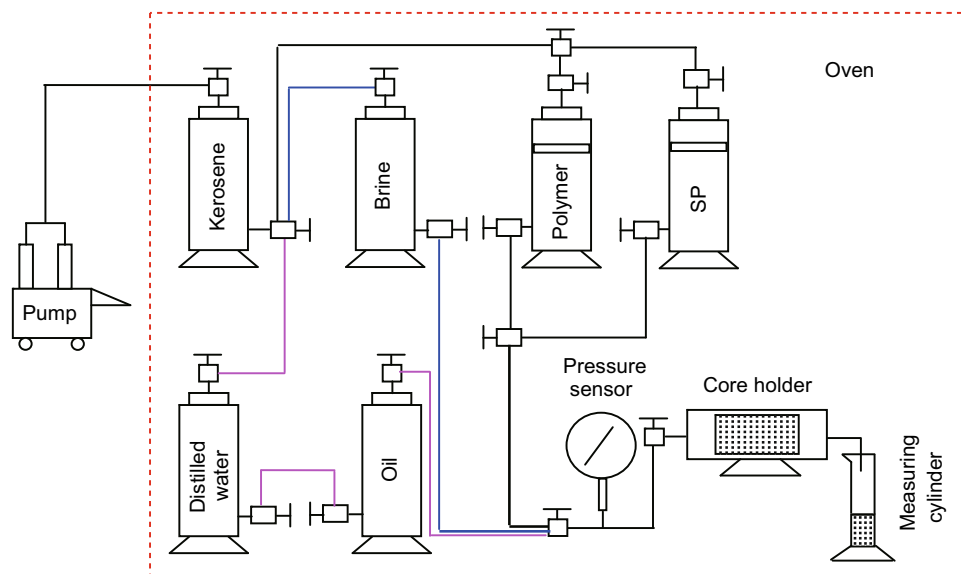 Oven
Kerosene
Brine
Polymer
SP
Pump
Pressure
sensor
Core holder
Distilled
water
Oil
Measuring
cylinder